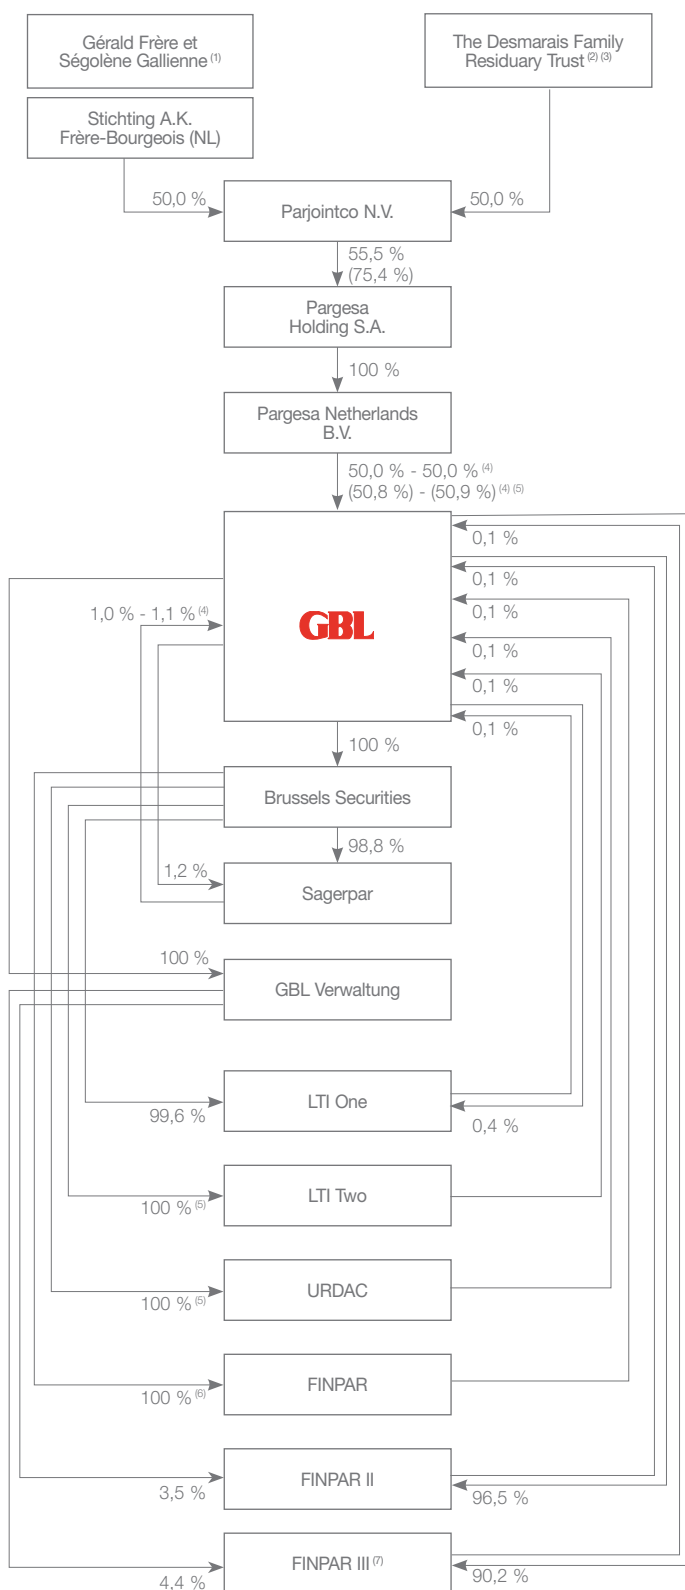 Gérald Frère et
Ségolène Gallienne (1)
The Desmarais Family
Residuary Trust (2) (3)
Stichting A.K.
Frère-Bourgeois (NL)
50,0 %
Parjointco N.V.
50,0 %
55,5 %
(75,4 %)
Pargesa
Holding S.A.
100 %
Pargesa Netherlands
B.V.
50,0 % - 50,0 % (4)
(50,8 %) - (50,9 %) (4) (5)
0,1 %
0,1 %
1,0 % - 1,1 % (4)
0,1 %
GBL
0,1 %
0,1 %
0,1 %
100 %
Brussels Securities
98,8 %
1,2 %
Sagerpar
100 %
GBL Verwaltung
LTI One
99,6 %
0,4 %
LTI Two
100 % (5)
URDAC
100 % (5)
FINPAR
100 % (6)
FINPAR II
3,5 %
96,5 %
FINPAR III (7)
4,4 %
90,2 %